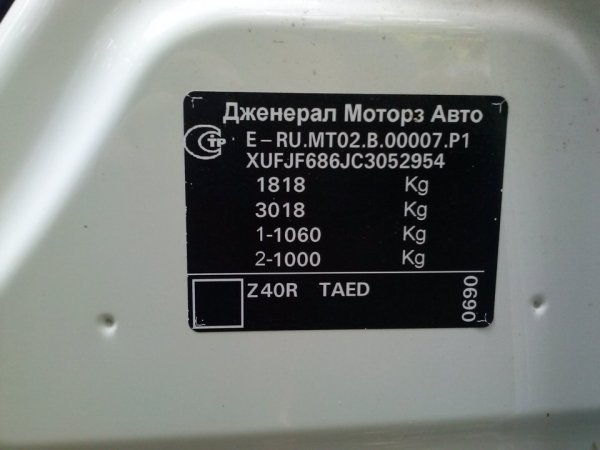 Дженерал Моторз Авто
СТР E – RU.MT02.B.00007.P1
XUFJF686JC3052954
1818 Kg
3018 Kg
1-1060 Kg
2-1000 Kg
Z40R TAED
0690